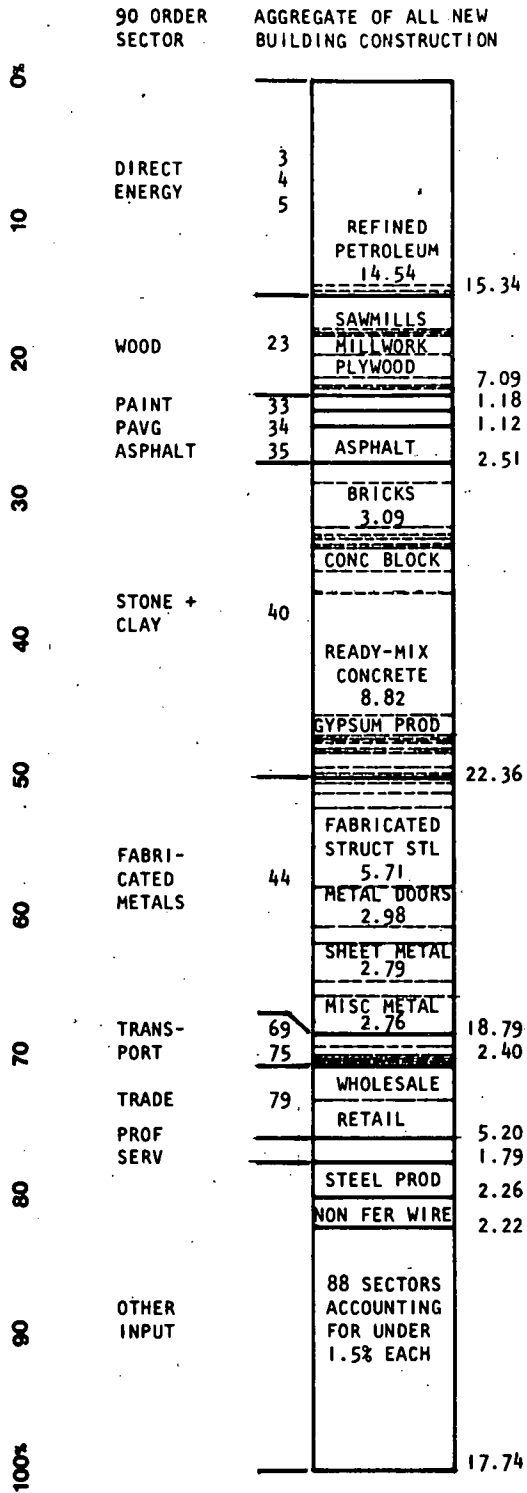 90 ORDER SECTOR
AGGREGATE OF ALL NEW BUILDING CONSTRUCTION
0%
DIRECT ENERGY
3
4
5
10
REFINED
PETROLEUM
14.54
15.34
SAWMILLS
WOOD
23
MILLWORK
20
PLYWOOD
7.09
PAINT
33
1.18
PAVG
34
1.12
ASPHALT
35
ASPHALT
2.51
30
BRICKS
3.09
CONC BLOCK
STONE +
CLAY
40
40
READY-MIX
CONCRETE
8.82
GYPSUM PROD
50
22.36
FABRICATED
STRUCT STL
5.71
FABRI-
CATED
METALS
44
METAL DOORS
2.98
60
SHEET METAL
2.79
MISC METAL
2.76
18.79
TRANS-
PORT
69
75
2.40
70
WHOLESALE
TRADE
79
RETAIL
5.20
PROF
SERV
1.79
STEEL PROD
2.26
80
NON FER WIRE
2.22
88 SECTORS
ACCOUNTING
FOR UNDER
1.5% EACH
OTHER
INPUT
90
17.74
100%